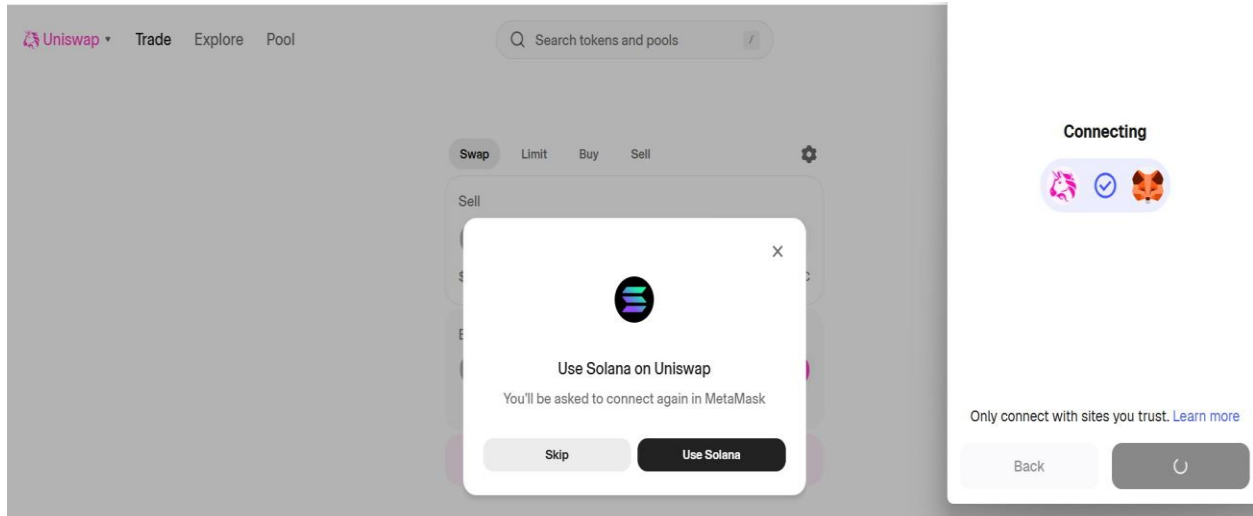 Uniswap
Trade
Explore
Pool
Search tokens and pools
/
Swap
Limit
Buy
Sell
Sell
Use Solana on Uniswap
You'll be asked to connect again in MetaMask
Skip
Use Solana
Connecting
Only connect with sites you trust. Learn more
Back